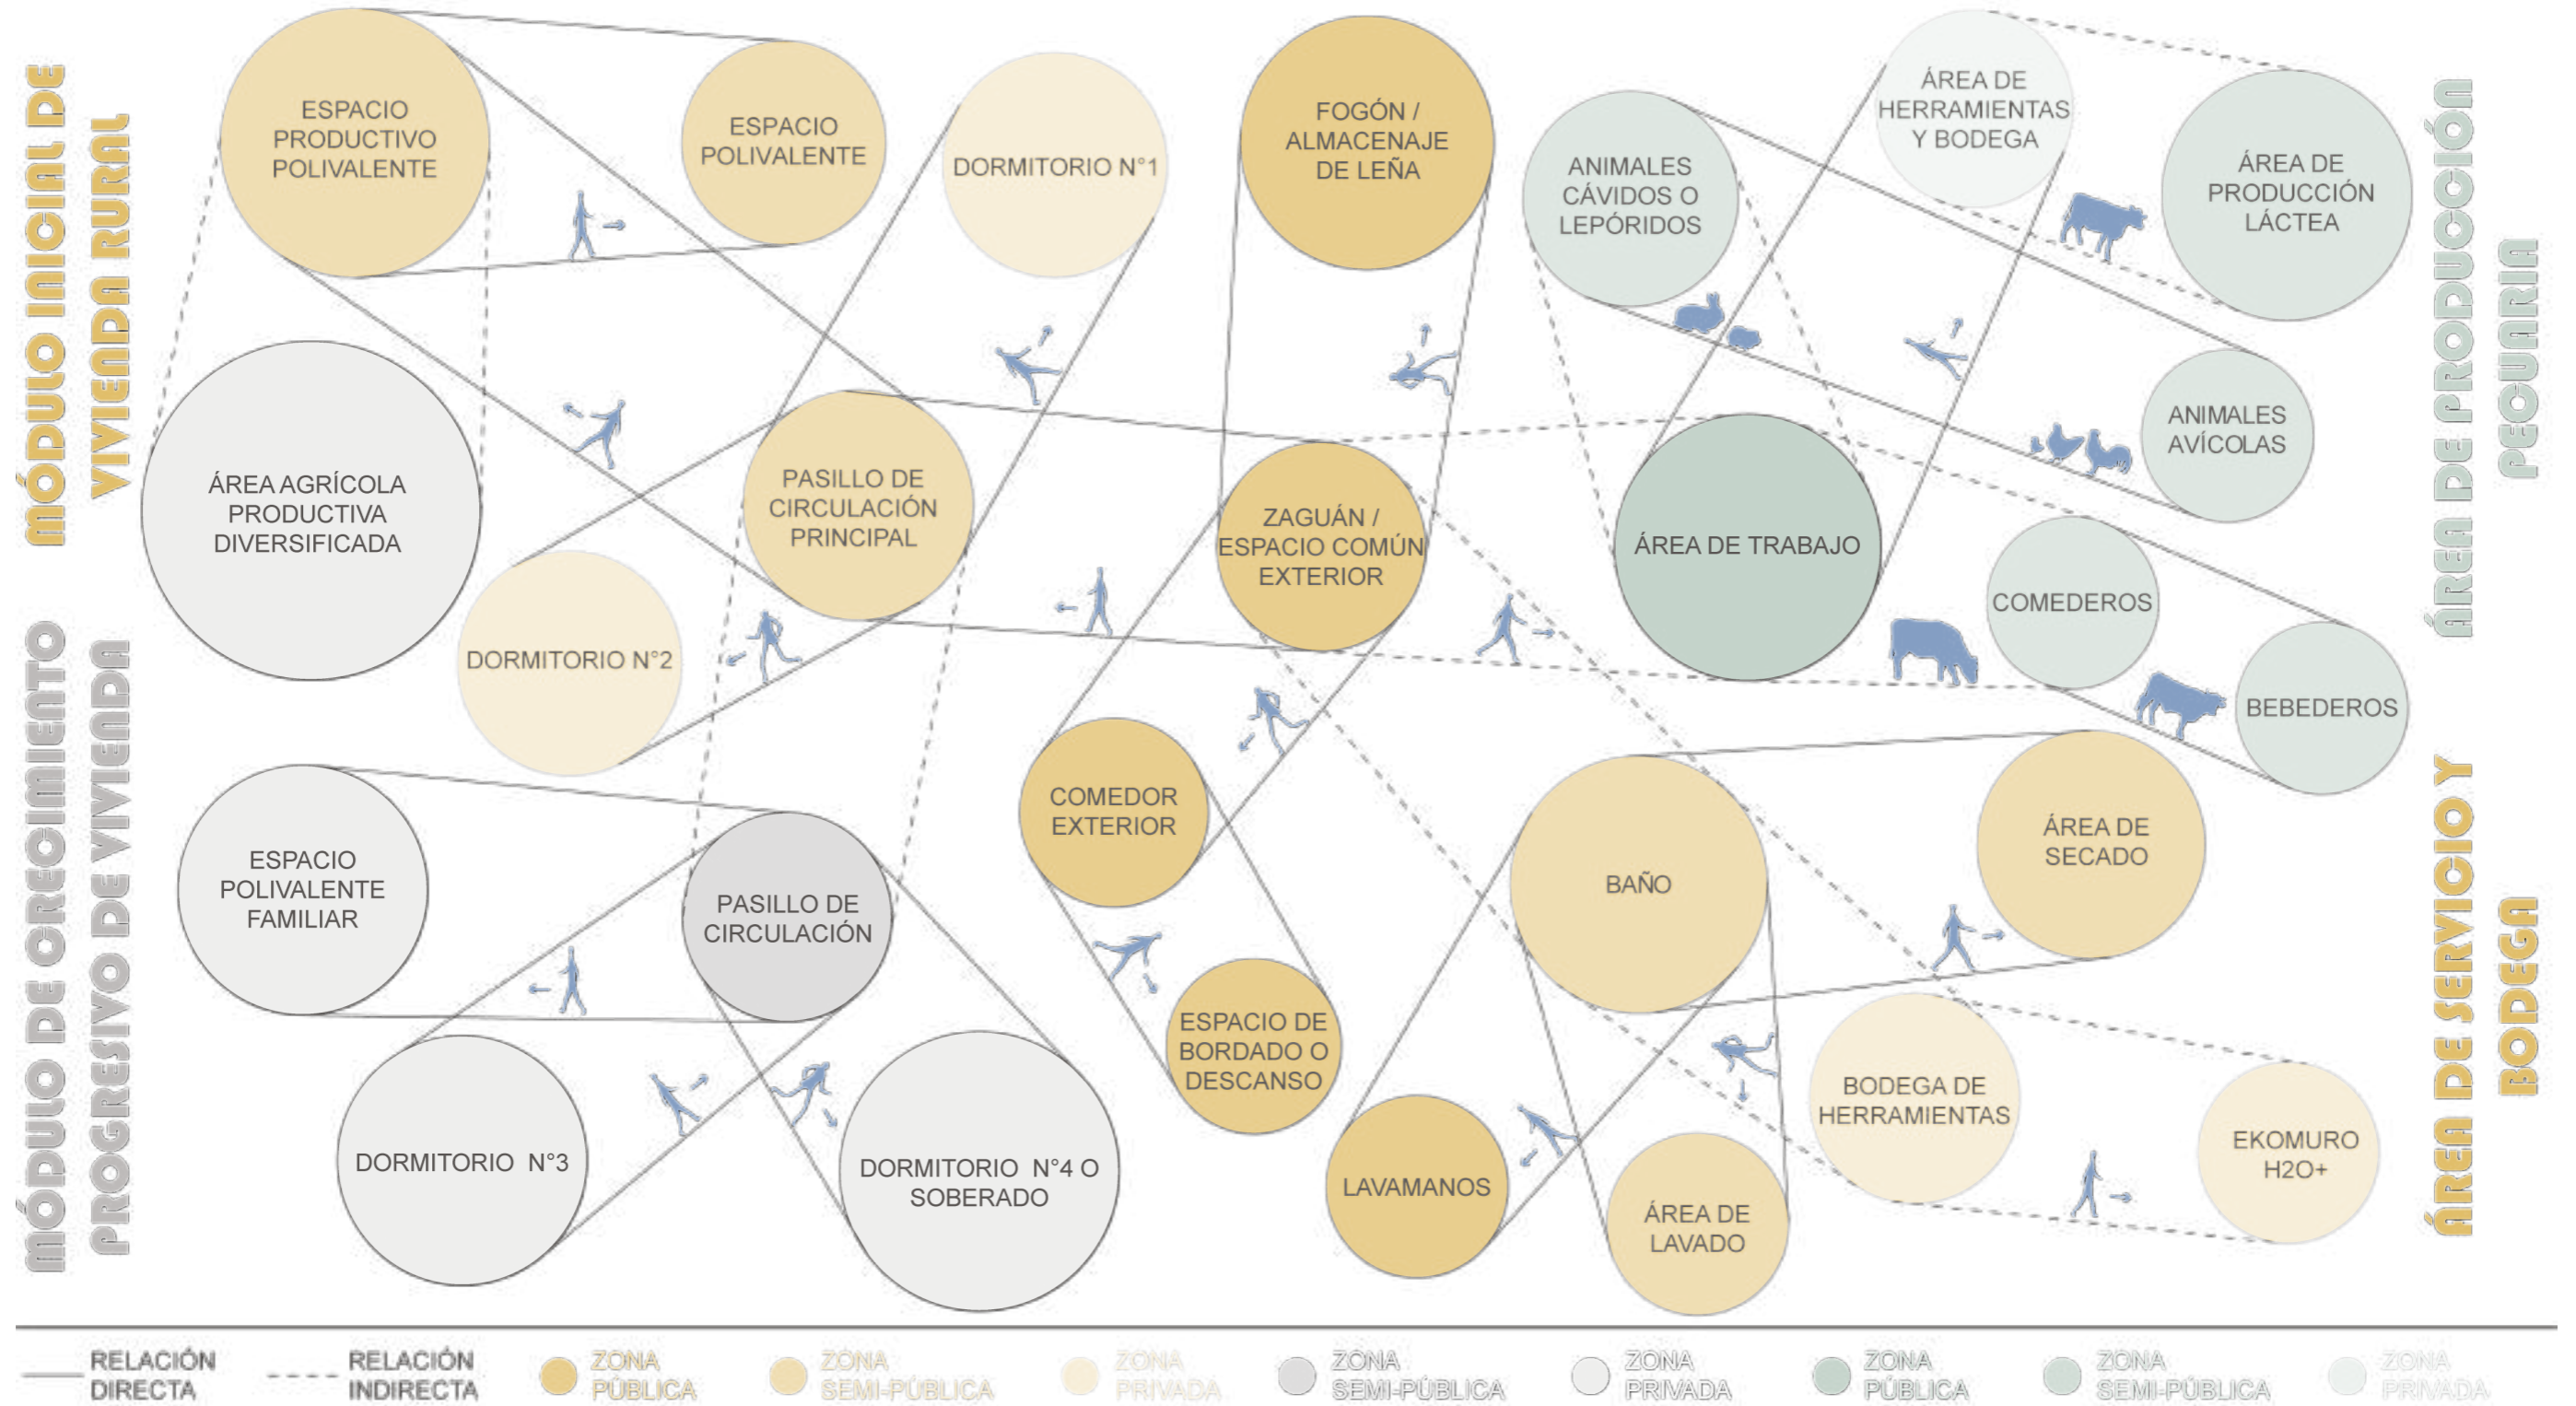 MÓDULO INICIAL DE
VIVIENDA RURAL
MÓDULO DE CRECIMIENTO
PROGRESIVO DE VIVIENDA
ESPACIO
PRODUCTIVO
POLIVALENTE
ESPACIO
POLIVALENTE
DORMITORIO N°1
ÁREA AGRÍCOLA
PRODUCTIVA
DIVERSIFICADA
PASILLO DE
CIRCULACIÓN
PRINCIPAL
DORMITORIO N°2
ESPACIO
POLIVALENTE
FAMILIAR
PASILLO DE
CIRCULACIÓN
DORMITORIO N°3
DORMITORIO N°4 O
SOBERADO
FOGÓN /
ALMACENAJE
DE LEÑA
ZAGUÁN /
ESPACIO COMÚN
EXTERIOR
COMEDOR
EXTERIOR
ESPACIO DE
BORDADO O
DESCANSO
ANIMALES
CÁVIDOS O
LEPÓRIDOS
ÁREA DE
HERRAMIENTAS
Y BODEGA
ÁREA DE
PRODUCCIÓN
LÁCTEA
ANIMALES
AVÍCOLAS
ÁREA DE TRABAJO
COMEDEROS
BEBEDEROS
BAÑO
ÁREA DE
SECADO
LAVAMANOS
ÁREA DE
LAVADO
BODEGA DE
HERRAMIENTAS
EKOMURO
H2O+
ÁREA DE PRODUCCIÓN
PECUARIA
ÁREA DE SERVICIO Y
BODEGA
RELACIÓN
DIRECTA
RELACIÓN
INDIRECTA
ZONA
PÚBLICA
ZONA
SEMI-PÚBLICA
ZONA
PRIVADA
ZONA
SEMI-PÚBLICA
ZONA
PRIVADA
ZONA
PÚBLICA
ZONA
SEMI-PÚBLICA
ZONA
PRIVADA